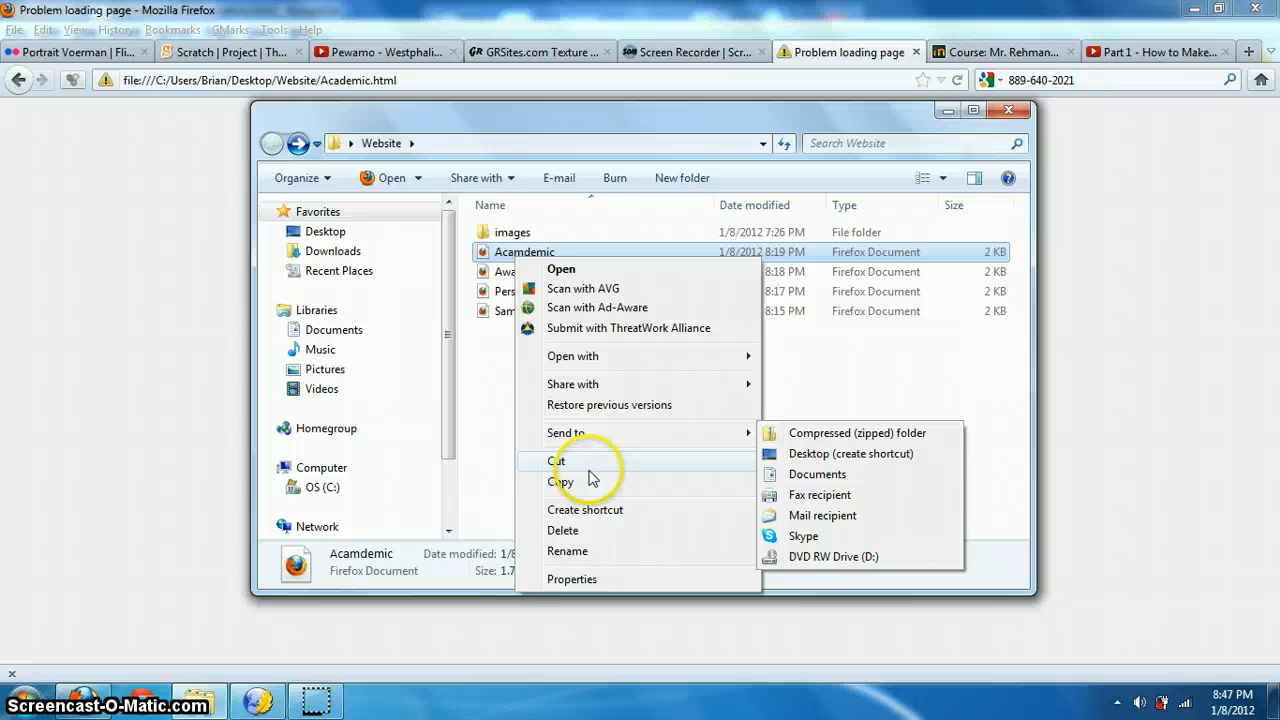 Problem loading page - Mozilla Firefox
File Edit View History Bookmarks GMarks Tools Help
Portrait Voerman | Fli... Scratch | Project | Th... Pewamo - Westphali... GR GRSites.com Texture ... SOM Screen Recorder | Scr... Problem loading page m Course: Mr. Rehman... Part 1 - How to Make...
file:///C:/Users/Brian/Desktop/Website/Academic.html 889-640-2021
Website Search Website
Organize Open Share with E-mail Burn New folder
Name Date modified Type Size
Favorites
Desktop
Downloads
Recent Places
Libraries
Documents
Music
Pictures
Videos
Homegroup
Computer
OS (C:)
Network
images 1/8/2012 7:26 PM File folder
Acamdemic 1/8/2012 8:19 PM Firefox Document 2 KB
Awa 8:18 PM Firefox Document 2 KB
Pers 8:17 PM Firefox Document 2 KB
Sam 8:15 PM Firefox Document 2 KB
Open
Scan with AVG
Scan with Ad-Aware
Submit with ThreatWork Alliance
Open with
Share with
Restore previous versions
Send to
Cut
Copy
Create shortcut
Delete
Rename
Properties
Compressed (zipped) folder
Desktop (create shortcut)
Documents
Fax recipient
Mail recipient
Skype
DVD RW Drive (D:)
Acamdemic Date modified: 1/8
Firefox Document Size: 1.7
Screencast-O-Matic.com
8:47 PM
1/8/2012